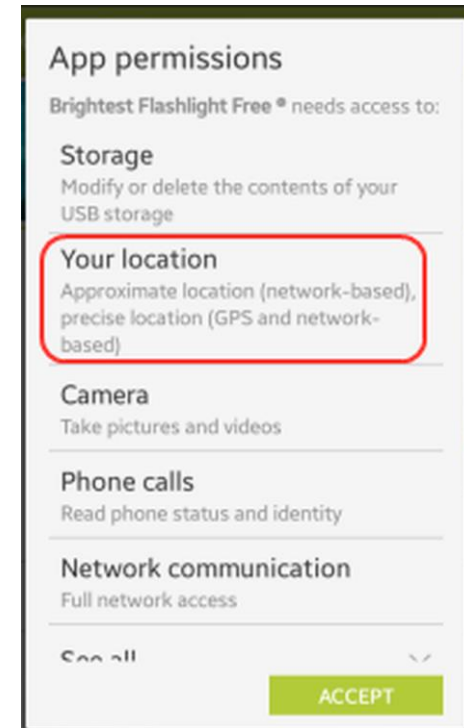 App permissions
Brightest Flashlight Free ® needs access to:
Storage
Modify or delete the contents of your
USB storage
Your location
Approximate location (network-based),
precise location (GPS and network-
based)
Camera
Take pictures and videos
Phone calls
Read phone status and identity
Network communication
Full network access
See all
ACCEPT